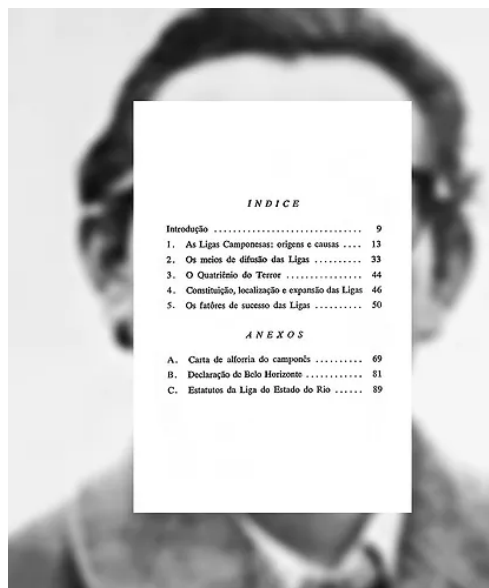 INDICE
Introdução ............................... 9
1. As Ligas Camponesas: origens e causas .... 13
2. Os meios de difusão das Ligas .......... 33
3. O Quatriênio do Terror ................ 44
4. Constituição, localização e expansão das Ligas 46
5. Os fatôres de sucesso das Ligas .......... 50
ANEXOS
A. Carta de alforria do camponês .......... 69
B. Declaração de Belo Horizonte ............ 81
C. Estatutos da Liga do Estado do Rio ...... 89